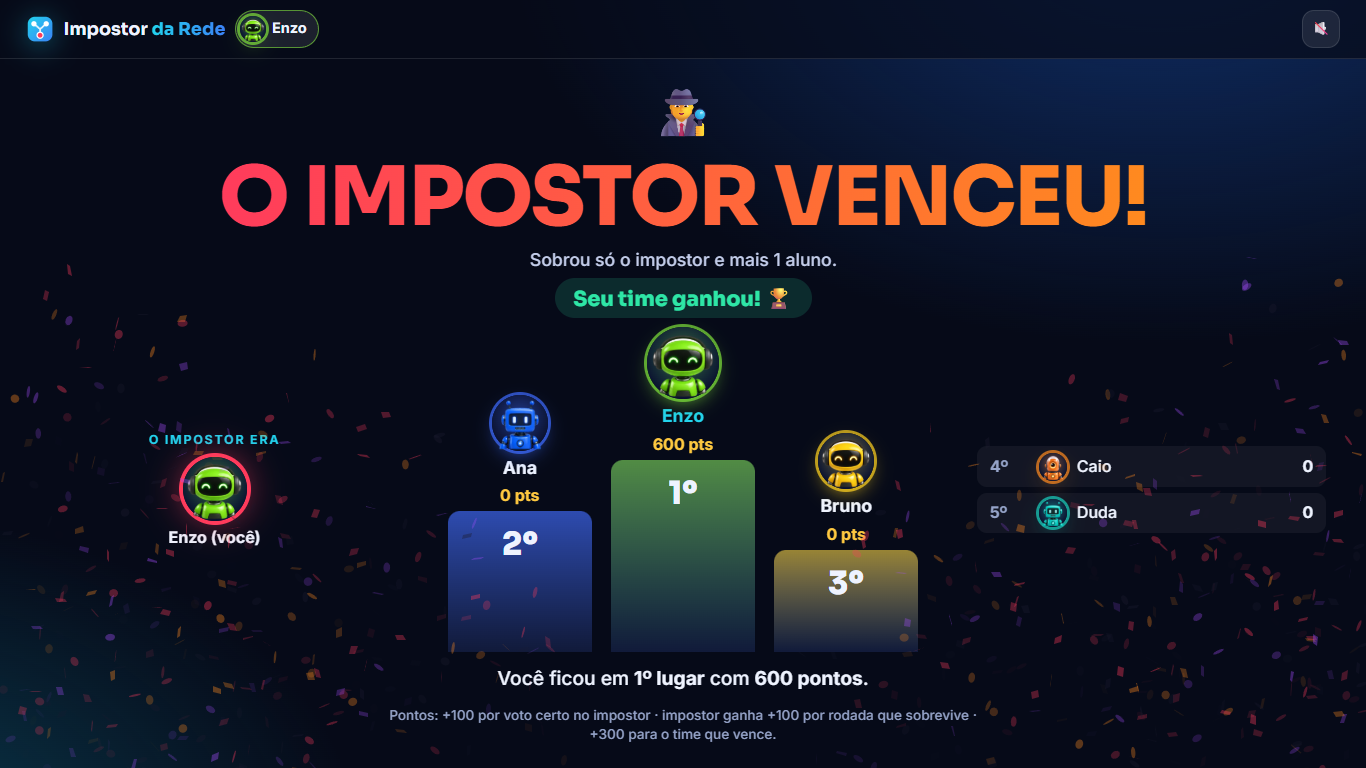 Impostor da Rede
Enzo
O IMPOSTOR VENCEU!
Sobrou só o impostor e mais 1 aluno.
Seu time ganhou!
O IMPOSTOR ERA
Enzo (você)
Ana
0 pts
2º
Enzo
600 pts
1º
Bruno
0 pts
3º
4º Caio 0
5º Duda 0
Você ficou em 1º lugar com 600 pontos.
Pontos: +100 por voto certo no impostor · impostor ganha +100 por rodada que sobrevive ·
+300 para o time que vence.